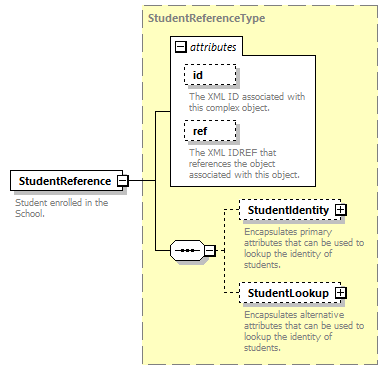 StudentReferenceType
attributes
id
The XML ID associated with
this complex object.
ref
The XML IDREF that
references the object
associated with this object.
StudentReference
Student enrolled in the
School.
StudentIdentity
Encapsulates primary
attributes that can be used to
lookup the identity of
students.
StudentLookup
Encapsulates alternative
attributes that can be used to
lookup the identity of
students.